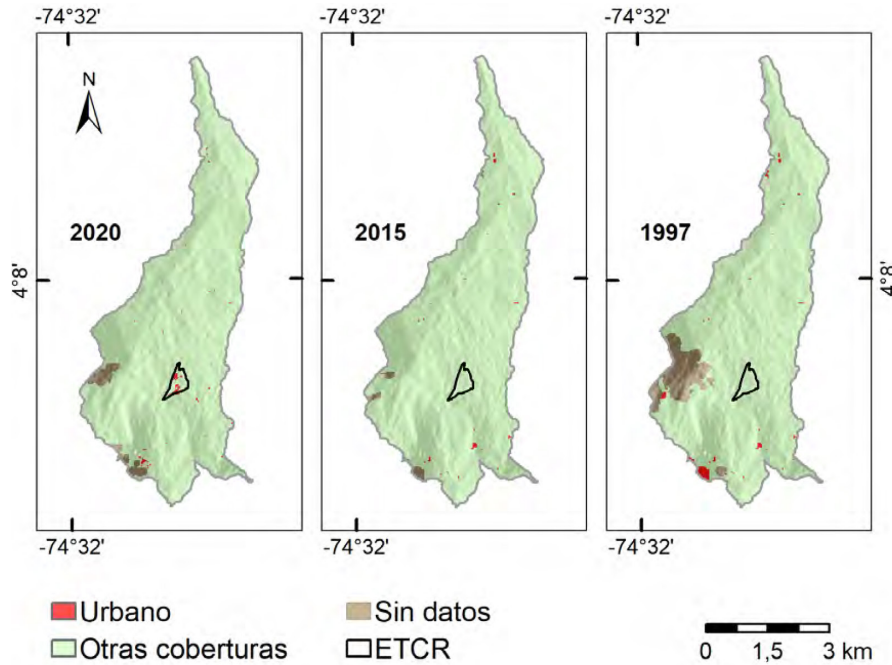 -74°32' -74°32' -74°32'
N
2020 2015 1997
4°8' 4°8'
-74°32' -74°32' -74°32'
Urbano Sin datos
Otras coberturas ETCR
0 1,5 3 km